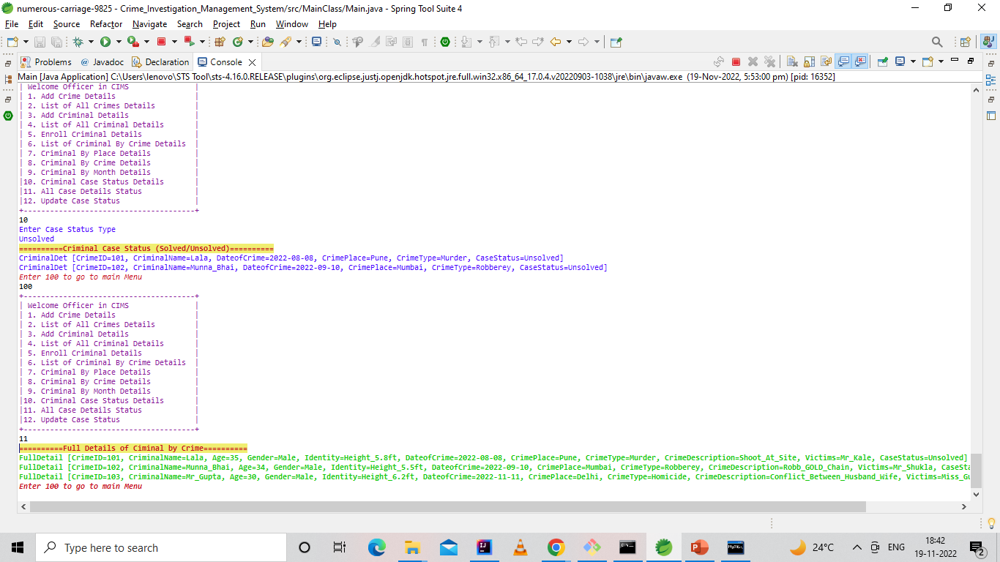 numerous-carriage-9825 - Crime_Investigation_Management_System/src/MainClass/Main.java - Spring Tool Suite 4
File Edit Source Refactor Navigate Search Project Run Window Help
Problems @ Javadoc Declaration Console
Main [Java Application] C:\Users\lenovo\STS Tool\sts-4.16.0.RELEASE\plugins\org.eclipse.justj.openjdk.hotspot.jre.full.win32.x86_64_17.0.4.v20220903-1038\jre\bin\javaw.exe (19-Nov-2022, 5:53:00 pm) [pid: 16352]
| Welcome Officer in CIMS |
| 1. Add Crime Details |
| 2. List of All Crimes Details |
| 3. Add Criminal Details |
| 4. List of All Criminal Details |
| 5. Enroll Criminal Details |
| 6. List of Criminal By Crime Details |
| 7. Criminal By Place Details |
| 8. Criminal By Crime Details |
| 9. Criminal By Month Details |
|10. Criminal Case Status Details |
|11. All Case Details Status |
|12. Update Case Status |
+---------------------------------------+
10
Enter Case Status Type
Unsolved
==========Criminal Case Status (Solved/Unsolved)==========
CriminalDet [CrimeID=101, CriminalName=Lala, DateofCrime=2022-08-08, CrimePlace=Pune, CrimeType=Murder, CaseStatus=Unsolved]
CriminalDet [CrimeID=102, CriminalName=Munna_Bhai, DateofCrime=2022-09-10, CrimePlace=Mumbai, CrimeType=Robberey, CaseStatus=Unsolved]
Enter 100 to go to main Menu
100
+---------------------------------------+
| Welcome Officer in CIMS |
| 1. Add Crime Details |
| 2. List of All Crimes Details |
| 3. Add Criminal Details |
| 4. List of All Criminal Details |
| 5. Enroll Criminal Details |
| 6. List of Criminal By Crime Details |
| 7. Criminal By Place Details |
| 8. Criminal By Crime Details |
| 9. Criminal By Month Details |
|10. Criminal Case Status Details |
|11. All Case Details Status |
|12. Update Case Status |
+---------------------------------------+
11
==========Full Details of Ciminal by Crime==========
FullDetail [CrimeID=101, CriminalName=Lala, Age=35, Gender=Male, Identity=Height_5.8ft, DateofCrime=2022-08-08, CrimePlace=Pune, CrimeType=Murder, CrimeDescription=Shoot_At_Site, Victims=Mr_Kale, CaseStatus=Unsolved]
FullDetail [CrimeID=102, CriminalName=Munna_Bhai, Age=34, Gender=Male, Identity=Height_5.5ft, DateofCrime=2022-09-10, CrimePlace=Mumbai, CrimeType=Robberey, CrimeDescription=Robb_GOLD_Chain, Victims=Mr_Shukla, CaseSta
FullDetail [CrimeID=103, CriminalName=Mr_Gupta, Age=30, Gender=Male, Identity=Height_6.2ft, DateofCrime=2022-11-11, CrimePlace=Delhi, CrimeType=Homicide, CrimeDescription=Conflict_Between_Husband_Wife, Victims=Miss_Gu
Enter 100 to go to main Menu
Type here to search
24°C ENG 18:42
19-11-2022
2